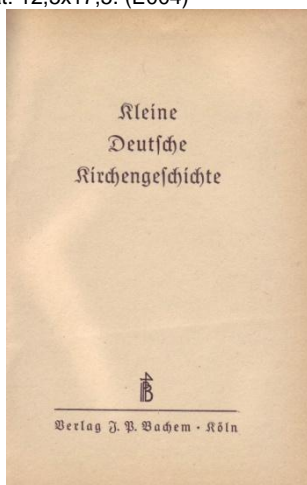 Kleine
Deutſche
Kirchengeſchichte
Verlag J. P. Bachem · Köln